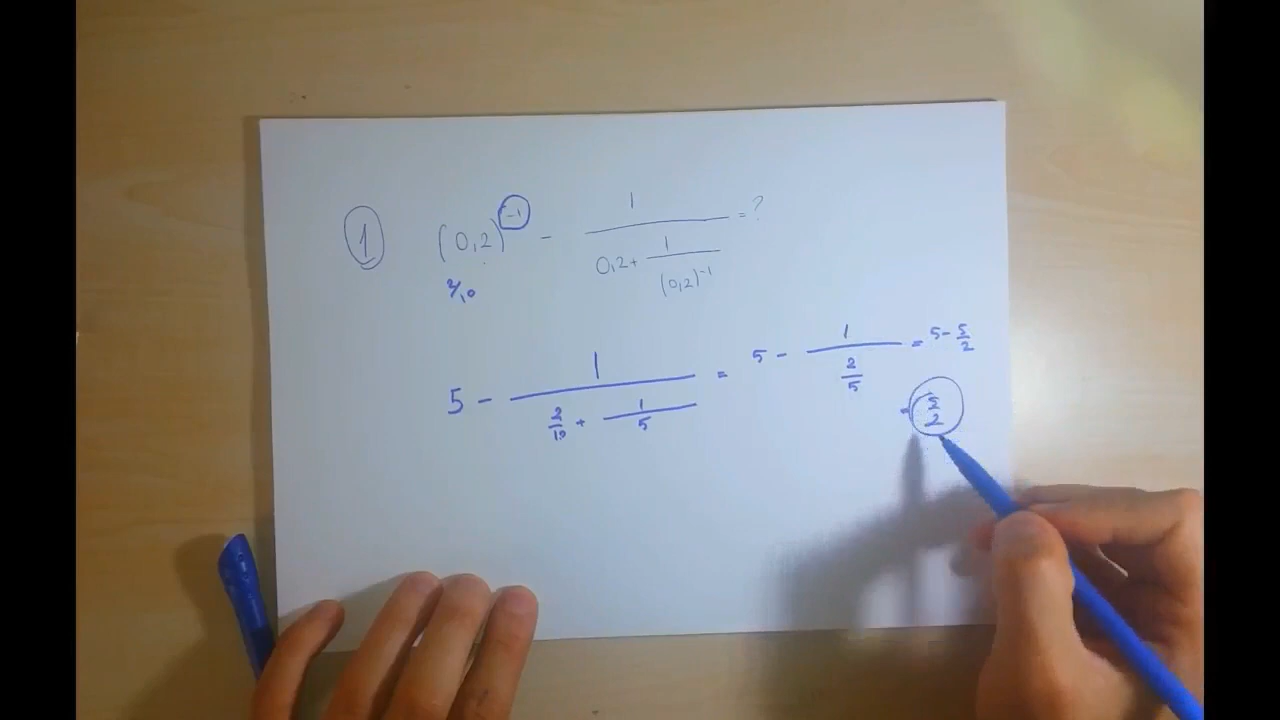 1 (0,2)⁻¹ - 1/(0,2 + 1/(0,2)⁻¹) = ?
2/10
5 - 1/(2/10 + 1/5) = 5 - 1/(2/5) = 5 - 5/2
= 5/2